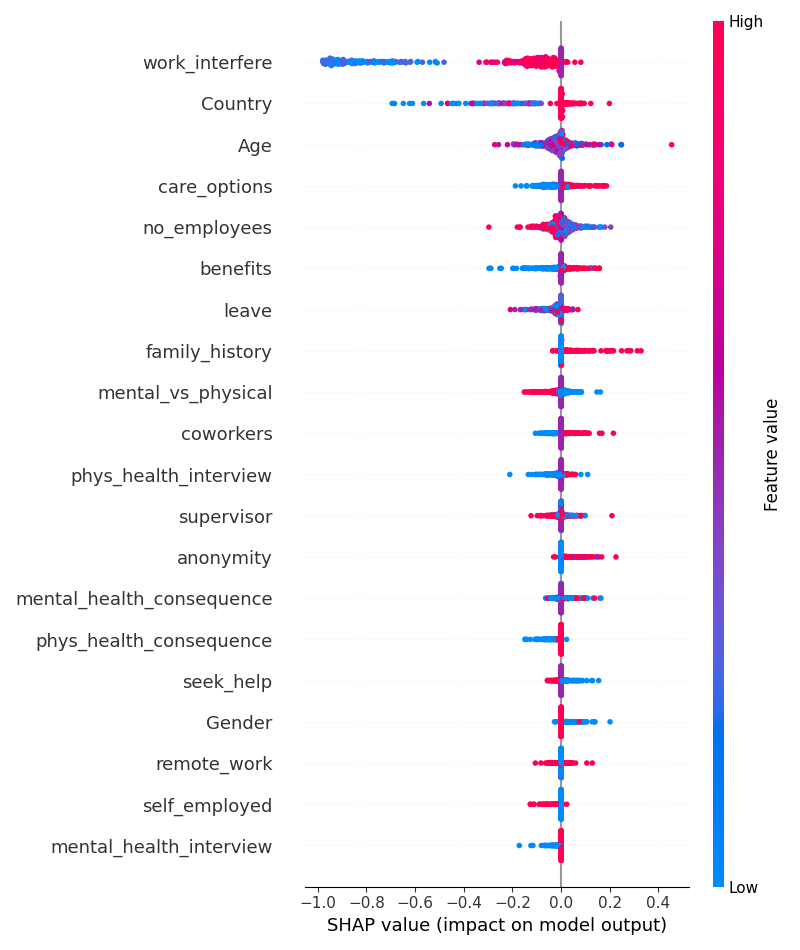 High
work_interfere
Country
Age
care_options
no_employees
benefits
leave
family_history
mental_vs_physical
coworkers
phys_health_interview
supervisor
anonymity
mental_health_consequence
phys_health_consequence
seek_help
Gender
remote_work
self_employed
mental_health_interview
Feature value
Low
−1.0 −0.8 −0.6 −0.4 −0.2 0.0 0.2 0.4
SHAP value (impact on model output)